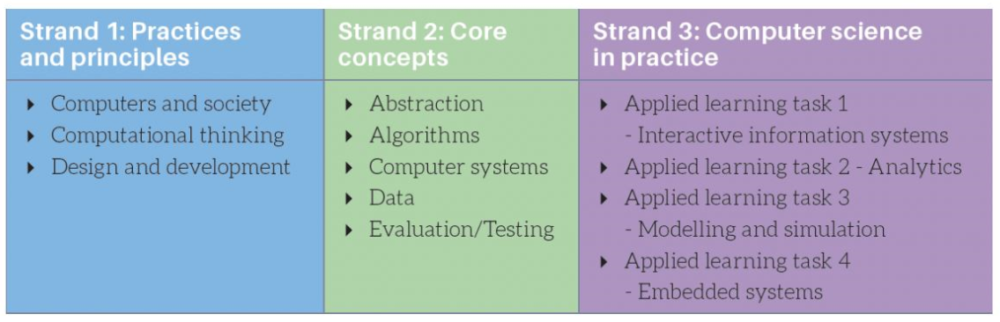 Strand 1: Practices
and principles
▸ Computers and society
▸ Computational thinking
▸ Design and development
Strand 2: Core
concepts
▸ Abstraction
▸ Algorithms
▸ Computer systems
▸ Data
▸ Evaluation/Testing
Strand 3: Computer science
in practice
▸ Applied learning task 1
- Interactive information systems
▸ Applied learning task 2 - Analytics
▸ Applied learning task 3
- Modelling and simulation
▸ Applied learning task 4
- Embedded systems